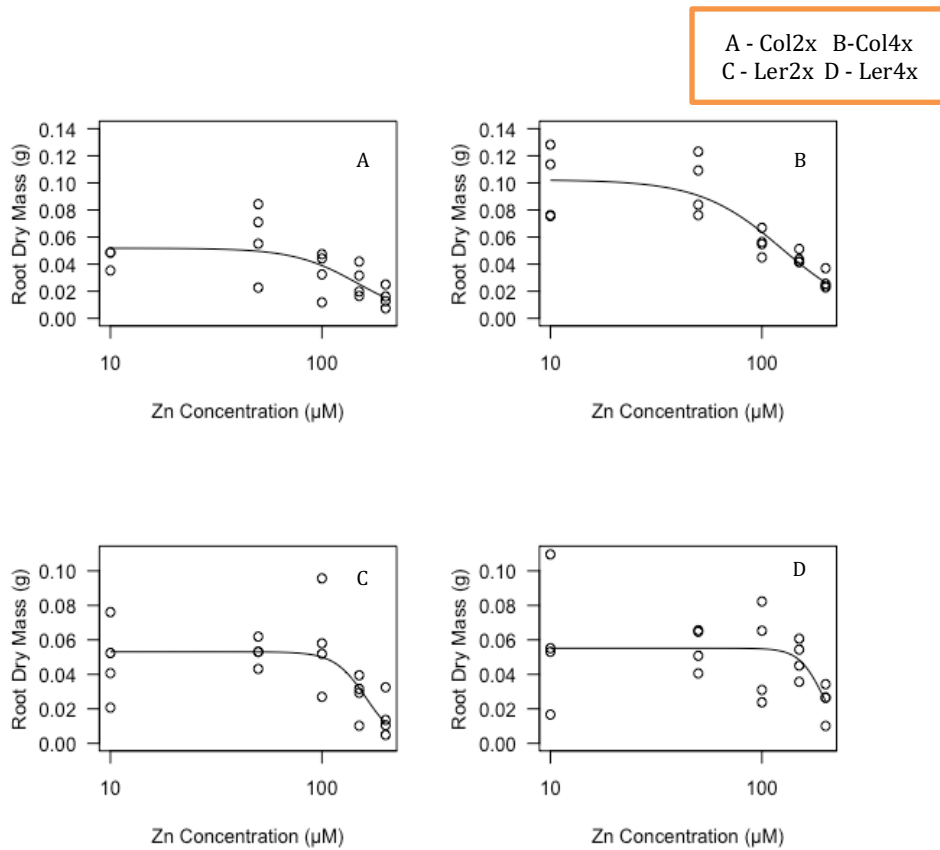 A - Col2x B-Col4x
C - Ler2x D - Ler4x
Root Dry Mass (g)
0.14
0.12
0.10
0.08
0.06
0.04
0.02
0.00
A
10
100
Zn Concentration (µM)
Root Dry Mass (g)
0.14
0.12
0.10
0.08
0.06
0.04
0.02
0.00
B
10
100
Zn Concentration (µM)
Root Dry Mass (g)
0.10
0.08
0.06
0.04
0.02
0.00
C
10
100
Zn Concentration (µM)
Root Dry Mass (g)
0.10
0.08
0.06
0.04
0.02
0.00
D
10
100
Zn Concentration (µM)